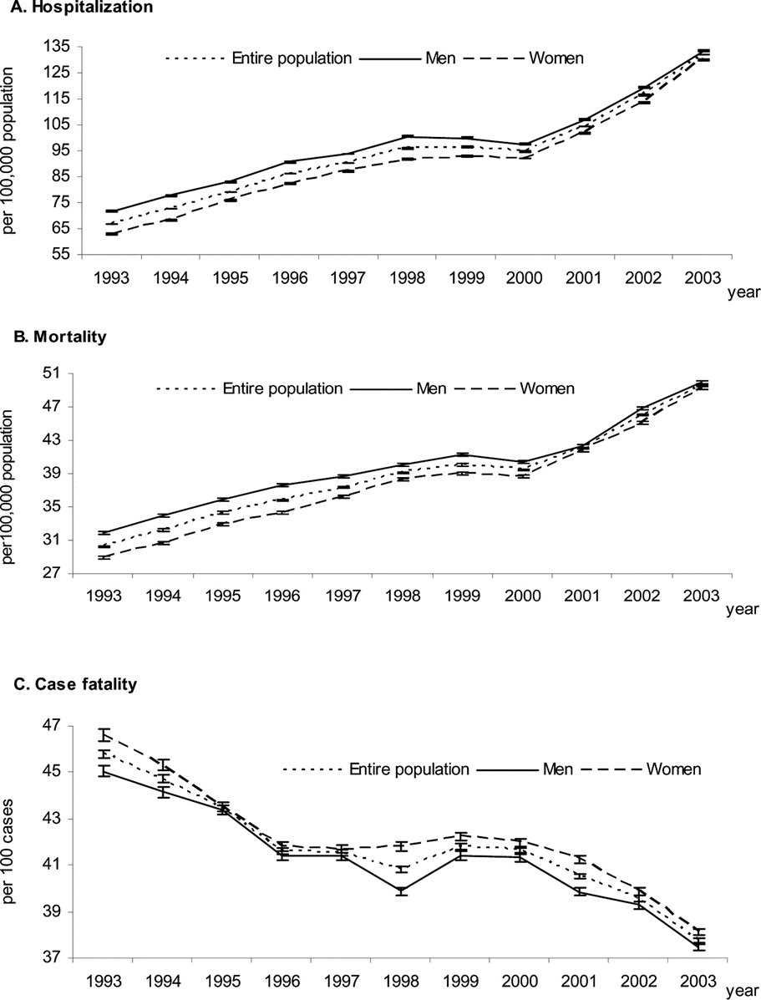 A. Hospitalization
135
Entire population Men Women
125
115
105
95
85
75
65
55
per 100,000 population
1993 1994 1995 1996 1997 1998 1999 2000 2001 2002 2003
year
B. Mortality
51
Entire population Men Women
47
43
39
35
31
27
per100,000 population
1993 1994 1995 1996 1997 1998 1999 2000 2001 2002 2003
year
C. Case fatality
47
Entire population Men Women
45
43
41
39
37
per 100 cases
1993 1994 1995 1996 1997 1998 1999 2000 2001 2002 2003
year